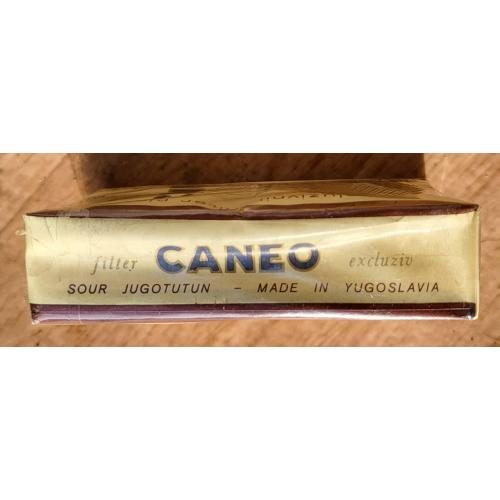 filter CANEO excluziv
SOUR JUGOTUTUN - MADE IN YUGOSLAVIA